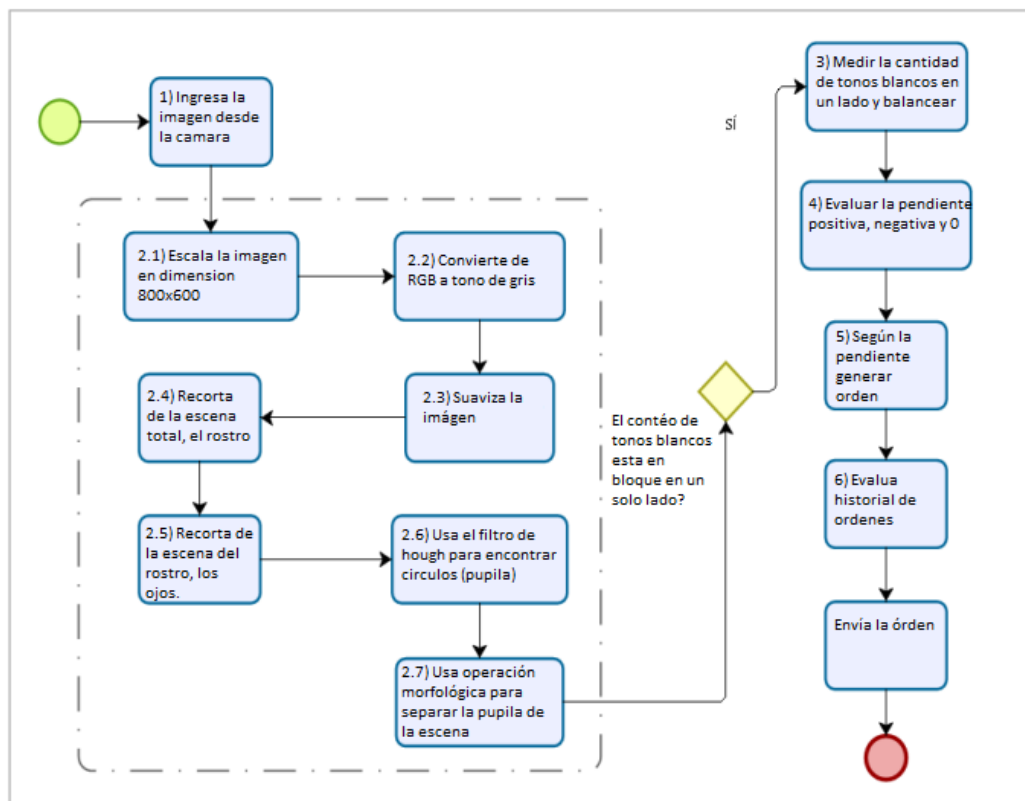 1) Ingresa la
imagen desde
la camara
2.1) Escala la imagen
en dimension
800x600
2.2) Convierte de
RGB a tono de gris
2.3) Suaviza la
imágen
2.4) Recorta
de la escena
total, el rostro
2.5) Recorta de
la escena del
rostro, los
ojos.
2.6) Usa el filtro de
hough para encontrar
circulos (pupila)
2.7) Usa operación
morfológica para
separar la pupila de
la escena
El contéo de
tonos blancos
esta en
bloque en un
solo lado?
SÍ
3) Medir la cantidad
de tonos blancos en
un lado y balancear
4) Evaluar la pendiente
positiva, negativa y 0
5) Según la
pendiente
generar
orden
6) Evalua
historial de
ordenes
Envía la órden